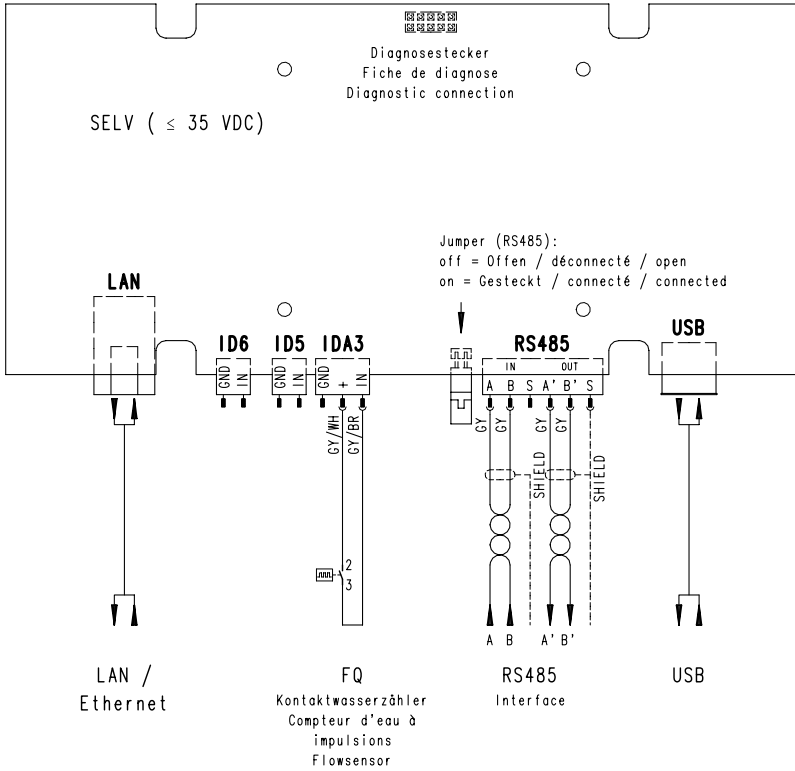 Diagnosestecker
Fiche de diagnose
Diagnostic connection
SELV ( ≤ 35 VDC)
Jumper (RS485):
off = Offen / déconnecté / open
on = Gesteckt / connecté / connected
LAN
ID6
ID5
IDA3
RS485
USB
GND
IN
GND
IN
GND
+
IN
IN
OUT
A B S A' B' S
GY/WH
GY/BR
GY
GY
GY
GY
SHIELD
SHIELD
2
3
A B A' B'
LAN /
Ethernet
FQ
Kontaktwasserzähler
Compteur d'eau à
impulsions
Flowsensor
RS485
Interface
USB